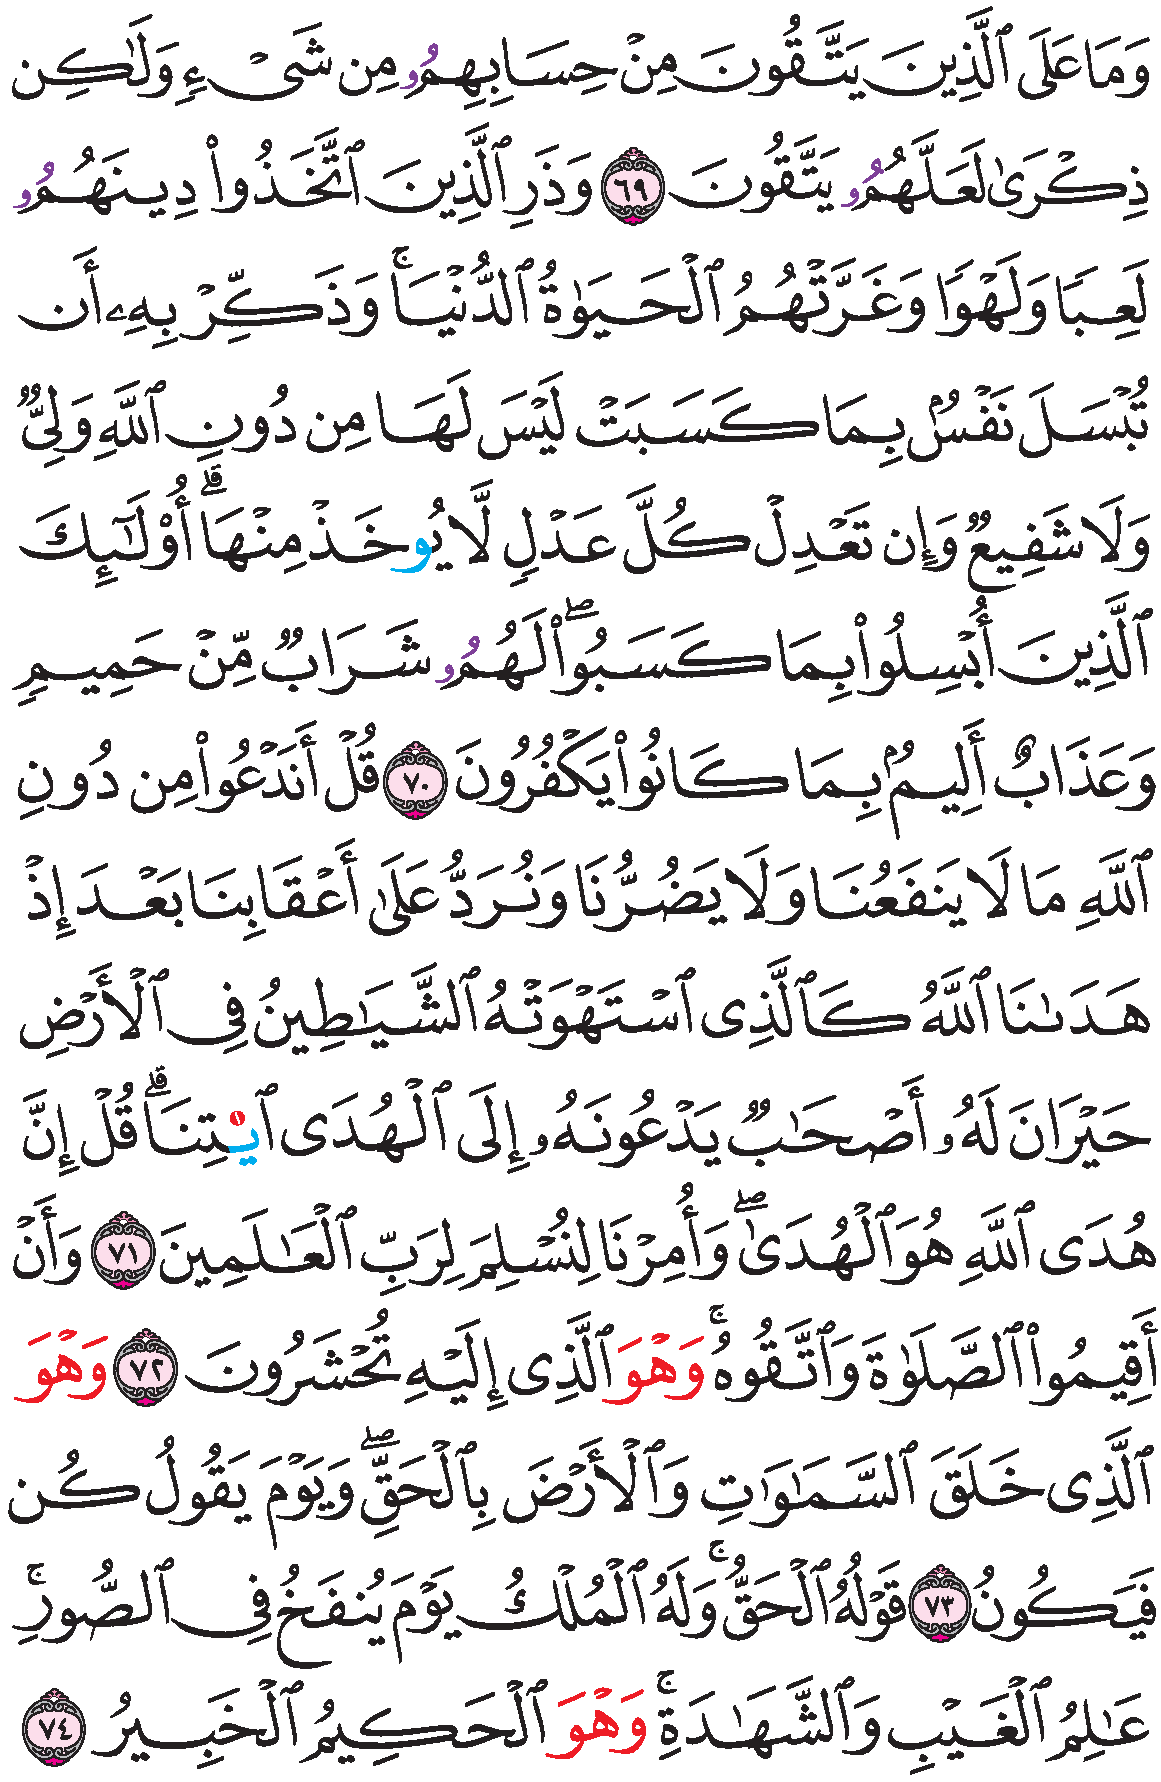 وَمَا عَلَى ٱلَّذِينَ يَتَّقُونَ مِنْ حِسَابِهِمُۥ مِن شَىْءٍ وَلَٰكِن
ذِكْرَىٰ لَعَلَّهُمُۥ يَتَّقُونَ ٦٩ وَذَرِ ٱلَّذِينَ ٱتَّخَذُوا۟ دِينَهُمُۥ
لَعِبًا وَلَهْوًا وَغَرَّتْهُمُ ٱلْحَيَوٰةُ ٱلدُّنْيَا ۚ وَذَكِّرْ بِهِۦ أَن
تُبْسَلَ نَفْسٌۢ بِمَا كَسَبَتْ لَيْسَ لَهَا مِن دُونِ ٱللَّهِ وَلِىٌّ
وَلَا شَفِيعٌ وَإِن تَعْدِلْ كُلَّ عَدْلٍ لَّا يُوخَذْ مِنْهَا ۗ أُو۟لَٰٓئِكَ
ٱلَّذِينَ أُبْسِلُوا۟ بِمَا كَسَبُوا۟ ۖ لَهُمُۥ شَرَابٌ مِّنْ حَمِيمٍ
وَعَذَابٌ أَلِيمٌۢ بِمَا كَانُوا۟ يَكْفُرُونَ ٧٠ قُلْ أَنَدْعُوا۟ مِن دُونِ
ٱللَّهِ مَا لَا يَنفَعُنَا وَلَا يَضُرُّنَا وَنُرَدُّ عَلَىٰ أَعْقَابِنَا بَعْدَ إِذْ
هَدَىٰنَا ٱللَّهُ كَٱلَّذِى ٱسْتَهْوَتْهُ ٱلشَّيَٰطِينُ فِى ٱلْأَرْضِ
حَيْرَانَ لَهُۥ أَصْحَٰبٌ يَدْعُونَهُۥ إِلَى ٱلْهُدَى ٱيتِنَا ۗ قُلْ إِنَّ
هُدَى ٱللَّهِ هُوَ ٱلْهُدَىٰ ۖ وَأُمِرْنَا لِنُسْلِمَ لِرَبِّ ٱلْعَٰلَمِينَ ٧١ وَأَنْ
أَقِيمُوا۟ ٱلصَّلَوٰةَ وَٱتَّقُوهُ ۚ وَهْوَ ٱلَّذِى إِلَيْهِ تُحْشَرُونَ ٧٢ وَهْوَ
ٱلَّذِى خَلَقَ ٱلسَّمَٰوَٰتِ وَٱلْأَرْضَ بِٱلْحَقِّ ۖ وَيَوْمَ يَقُولُ كُن
فَيَكُونُ ٧٣ قَوْلُهُ ٱلْحَقُّ ۚ وَلَهُ ٱلْمُلْكُ يَوْمَ يُنفَخُ فِى ٱلصُّورِ ۚ
عَٰلِمُ ٱلْغَيْبِ وَٱلشَّهَٰدَةِ ۚ وَهْوَ ٱلْحَكِيمُ ٱلْخَبِيرُ ٧٤